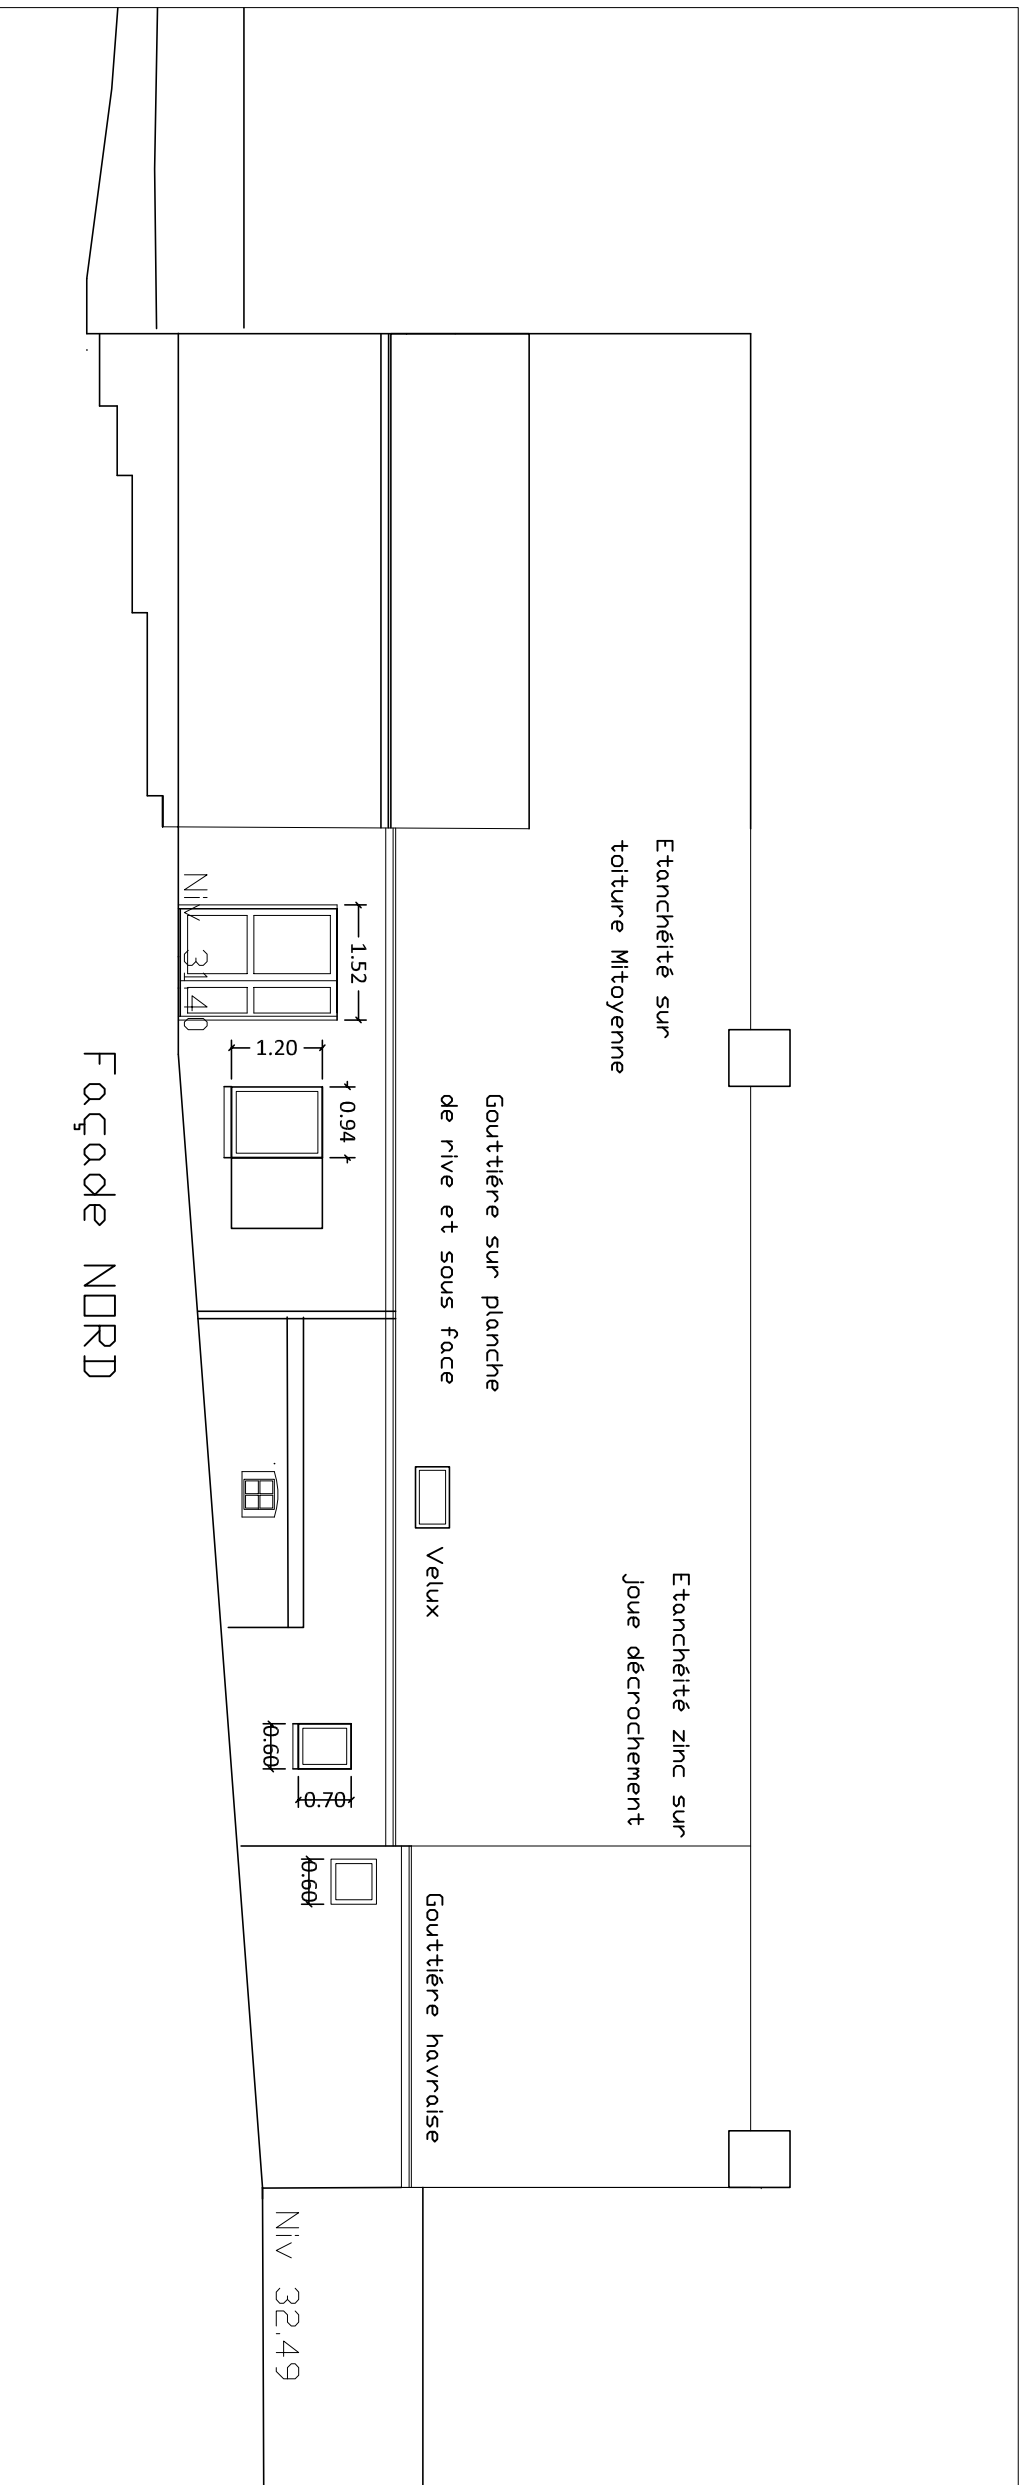 Etanchéité sur
toiture Mitoyenne
Etanchéité zinc sur
joue décrochement
Gouttiére sur planche
de rive et sous face
Velux
Gouttiére havraise
1.52
0.94
1.20
0.70
0.60
0.60
Niv 31.40
Niv 32.49
Façade NORD